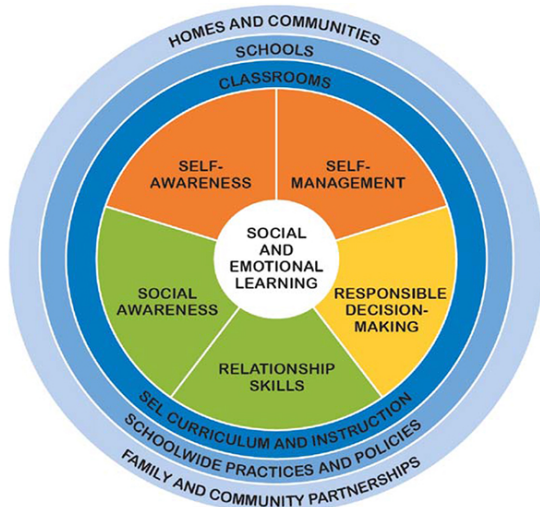 HOMES AND COMMUNITIES
SCHOOLS
CLASSROOMS
SELF-
AWARENESS
SELF-
MANAGEMENT
SOCIAL
AND
EMOTIONAL
LEARNING
SOCIAL
AWARENESS
RESPONSIBLE
DECISION-
MAKING
RELATIONSHIP
SKILLS
SEL CURRICULUM AND INSTRUCTION
SCHOOLWIDE PRACTICES AND POLICIES
FAMILY AND COMMUNITY PARTNERSHIPS